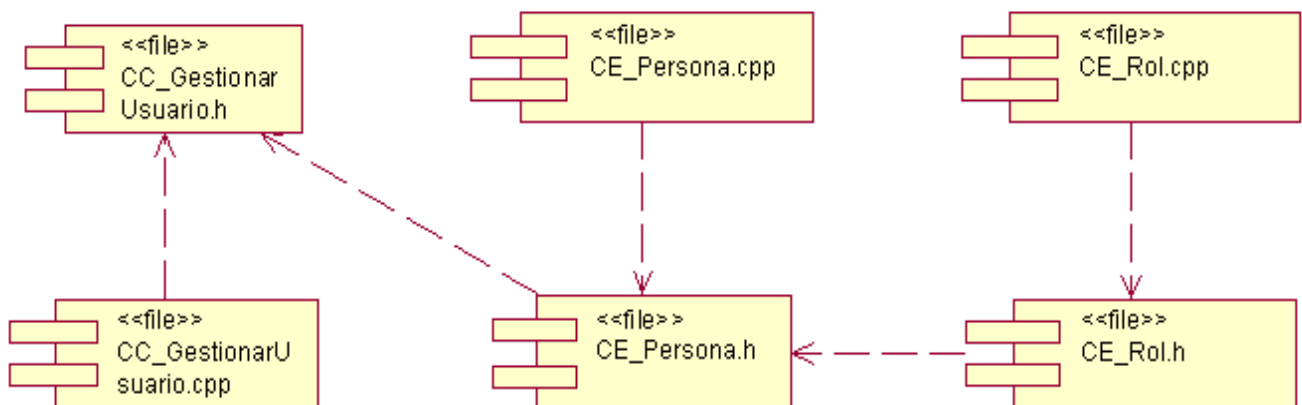 <<file>>
CC_Gestionar
Usuario.h
<<file>>
CE_Persona.cpp
<<file>>
CE_Rol.cpp
<<file>>
CC_GestionarU
suario.cpp
<<file>>
CE_Persona.h
<<file>>
CE_Rol.h